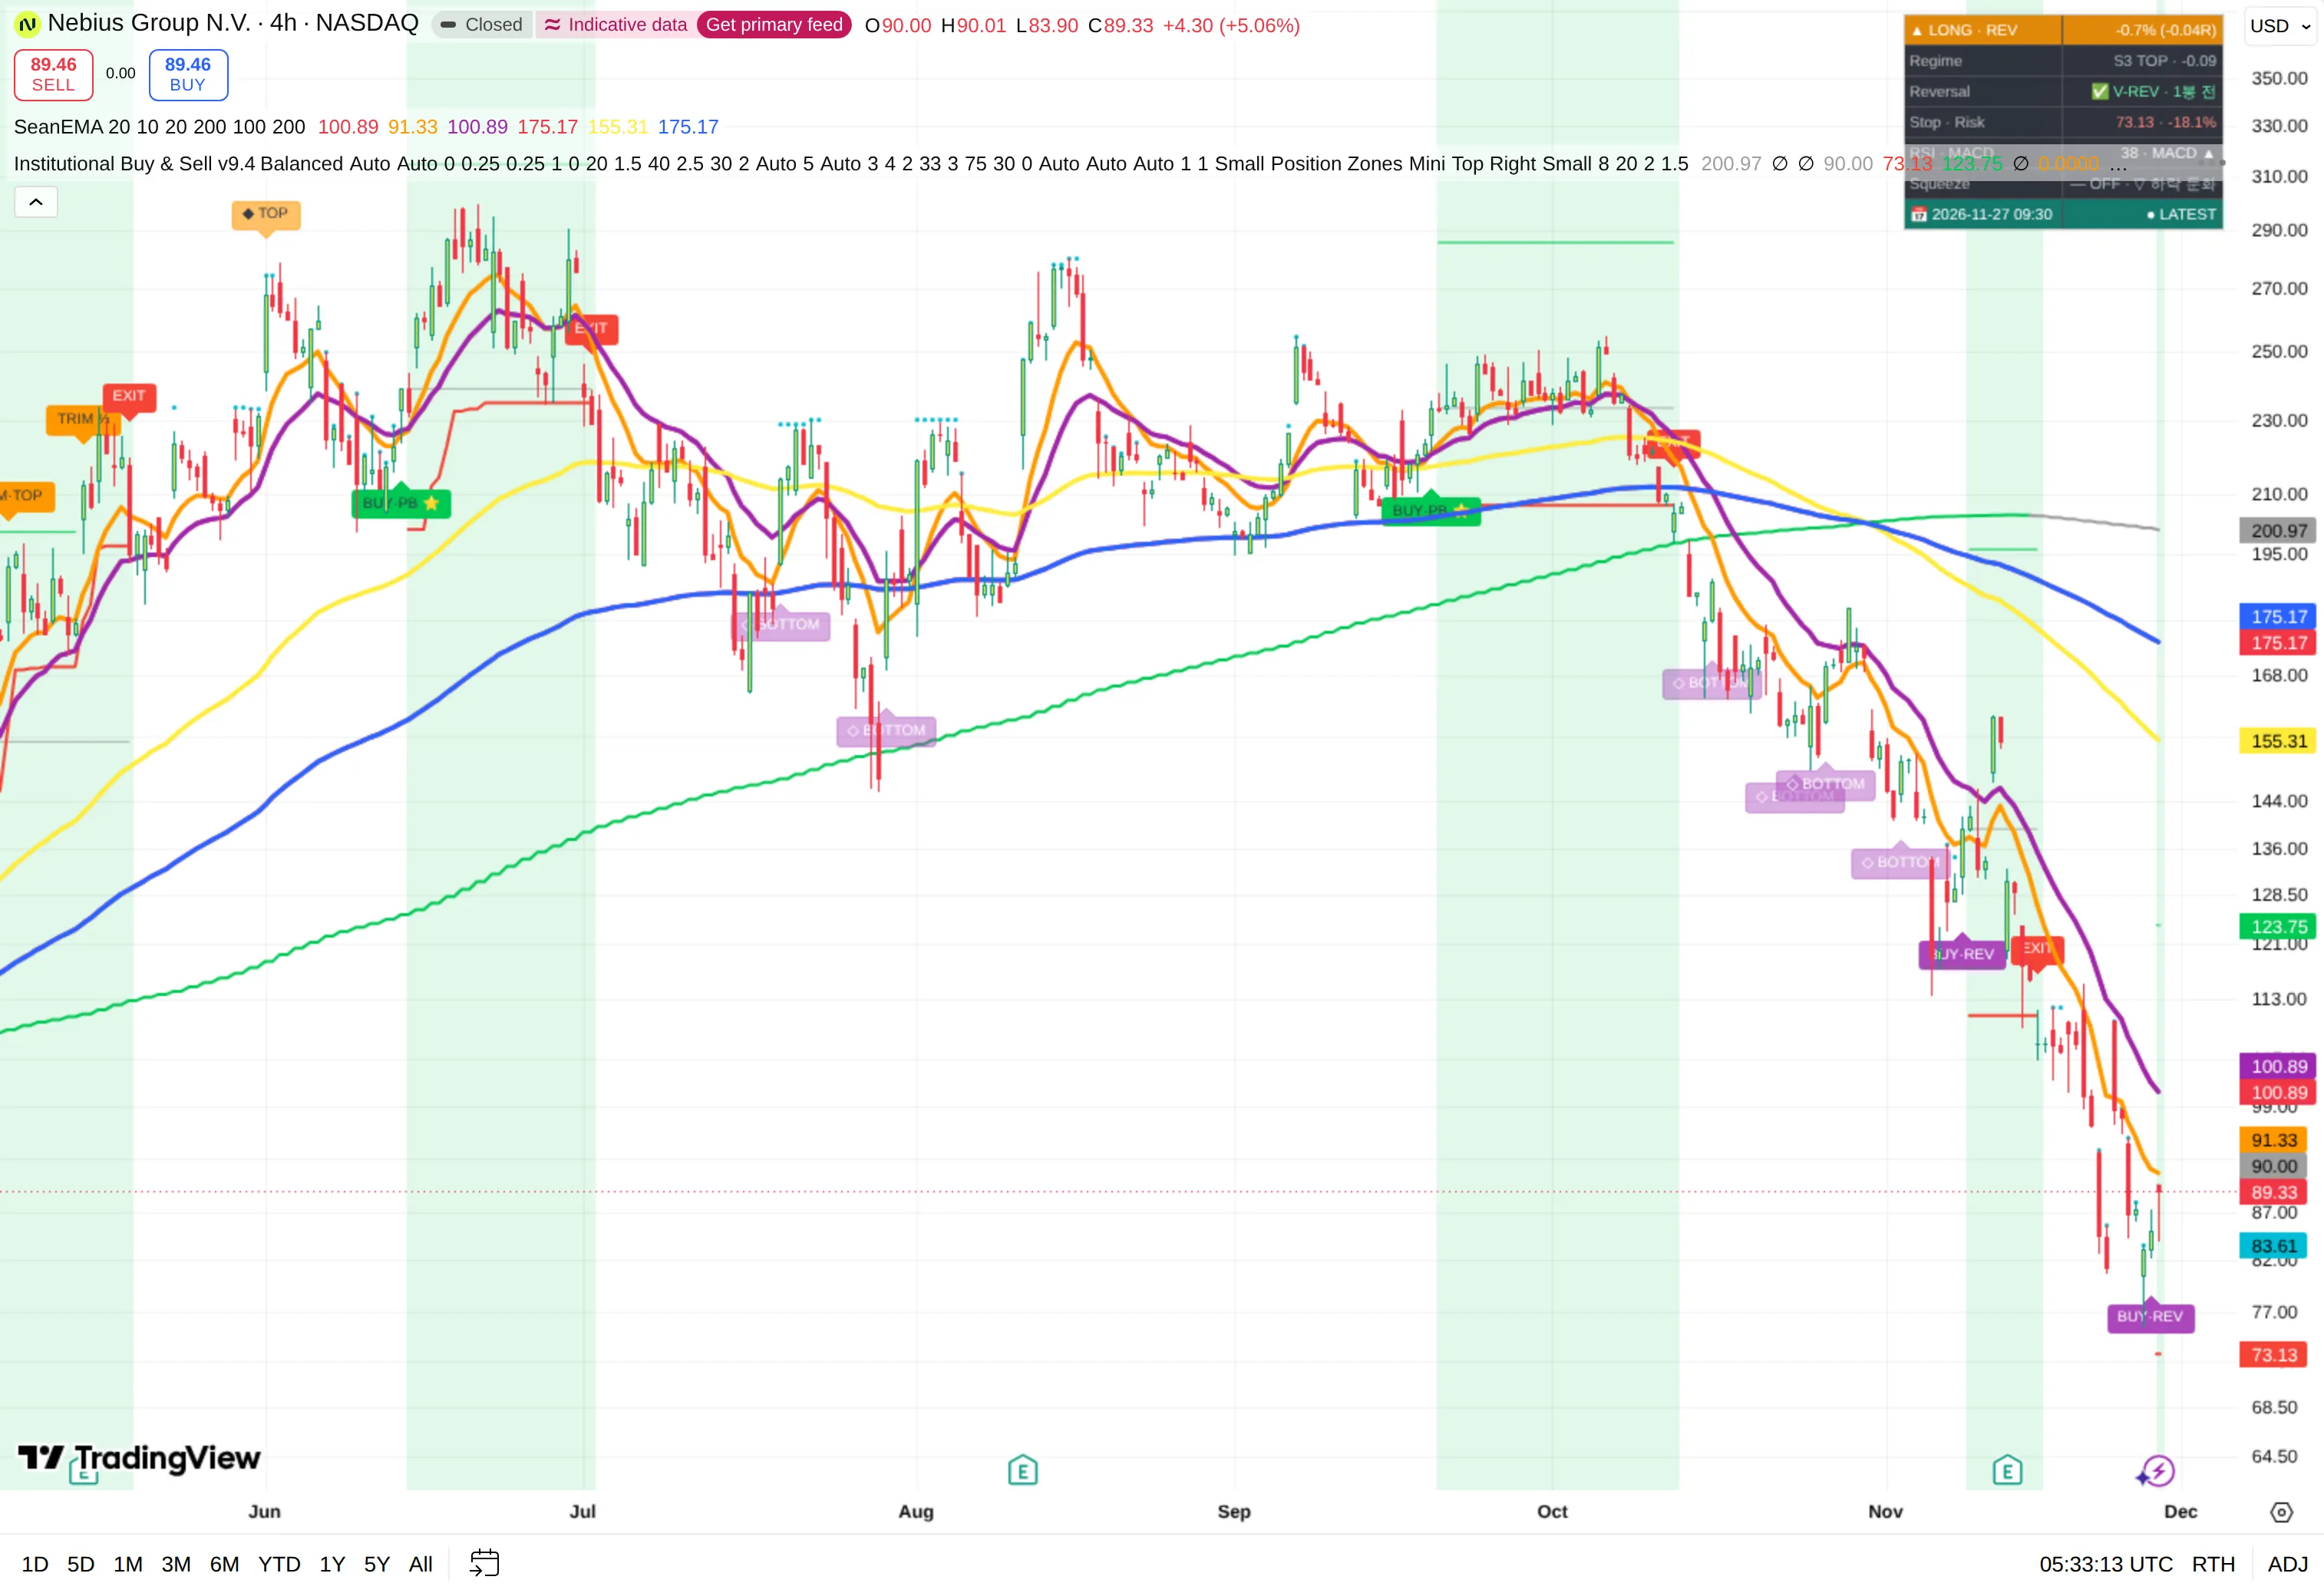 Nebius Group N.V. · 4h · NASDAQ Closed Indicative data Get primary feed O90.00 H90.01 L83.90 C89.33 +4.30 (+5.06%)
89.46 SELL 0.00 89.46 BUY
SeanEMA 20 10 20 200 100 200 100.89 91.33 100.89 175.17 155.31 175.17
Institutional Buy & Sell v9.4 Balanced Auto Auto 0 0.25 0.25 1 0 20 1.5 40 2.5 30 2 Auto 5 Auto 3 4 2 33 3 75 30 0 Auto Auto Auto 1 1 Small Position Zones Mini Top Right Small 8 20 2 1.5 200.97 ∅ ∅ 90.00 73.13 123.75 ∅ 0.0000 ...
▲ LONG · REV -0.7% (-0.04R)
Regime S3 TOP · -0.09
Reversal ✅ V-REV · 1봉 전
Stop · Risk 73.13 · -18.1%
RSI · MACD 38 · MACD ▲
Squeeze — OFF · ▽ 하락 둔화
📅 2026-11-27 09:30 ● LATEST
USD
350.00
330.00
310.00
290.00
270.00
250.00
230.00
210.00
200.97
195.00
175.17
175.17
168.00
155.31
144.00
136.00
128.50
123.75
121.00
113.00
100.89
100.89
99.00
91.33
90.00
89.33
87.00
83.61
82.00
77.00
73.13
68.50
64.50
◆ TOP
EXIT
TRIM ½
M-TOP
BUY-PB ⭐
EXIT
◇ BOTTOM
◇ BOTTOM
BUY-PB ⭐
EXIT
◇ BOTTOM
◇ BOTTOM
◇ BOTTOM
◇ BOTTOM
BUY-REV
EXIT
BUY-REV
TradingView
E
E
E
Jun Jul Aug Sep Oct Nov Dec
1D 5D 1M 3M 6M YTD 1Y 5Y All 05:33:13 UTC RTH ADJ